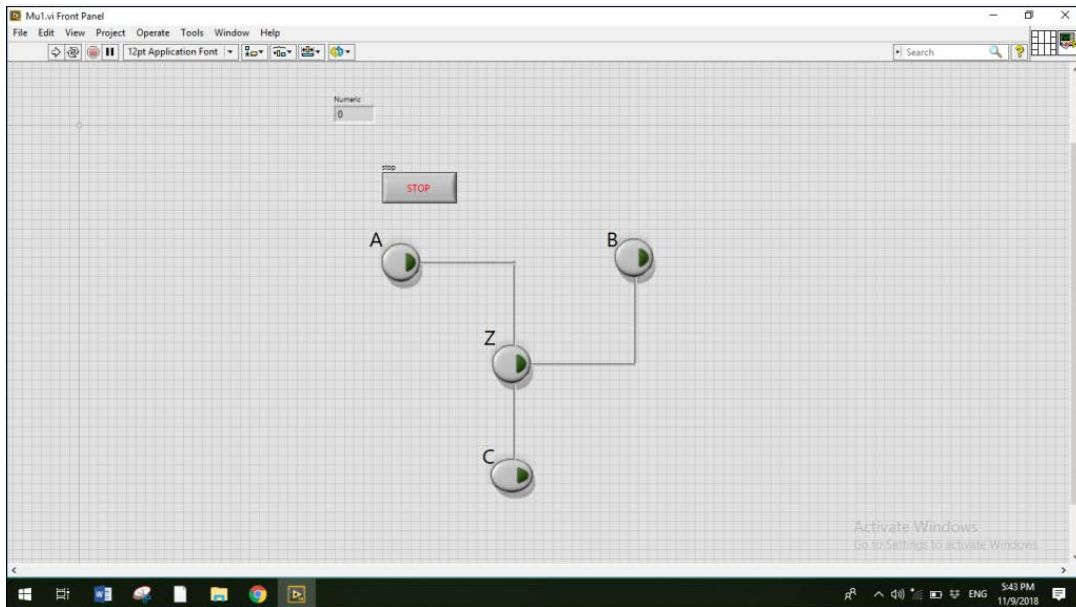 Mu1.vi Front Panel
File Edit View Project Operate Tools Window Help
12pt Application Font
Search
?
Numeric
0
stop
STOP
A
B
Z
C
Activate Windows
Go to Settings to activate Windows.
ENG
5:43 PM
11/9/2018